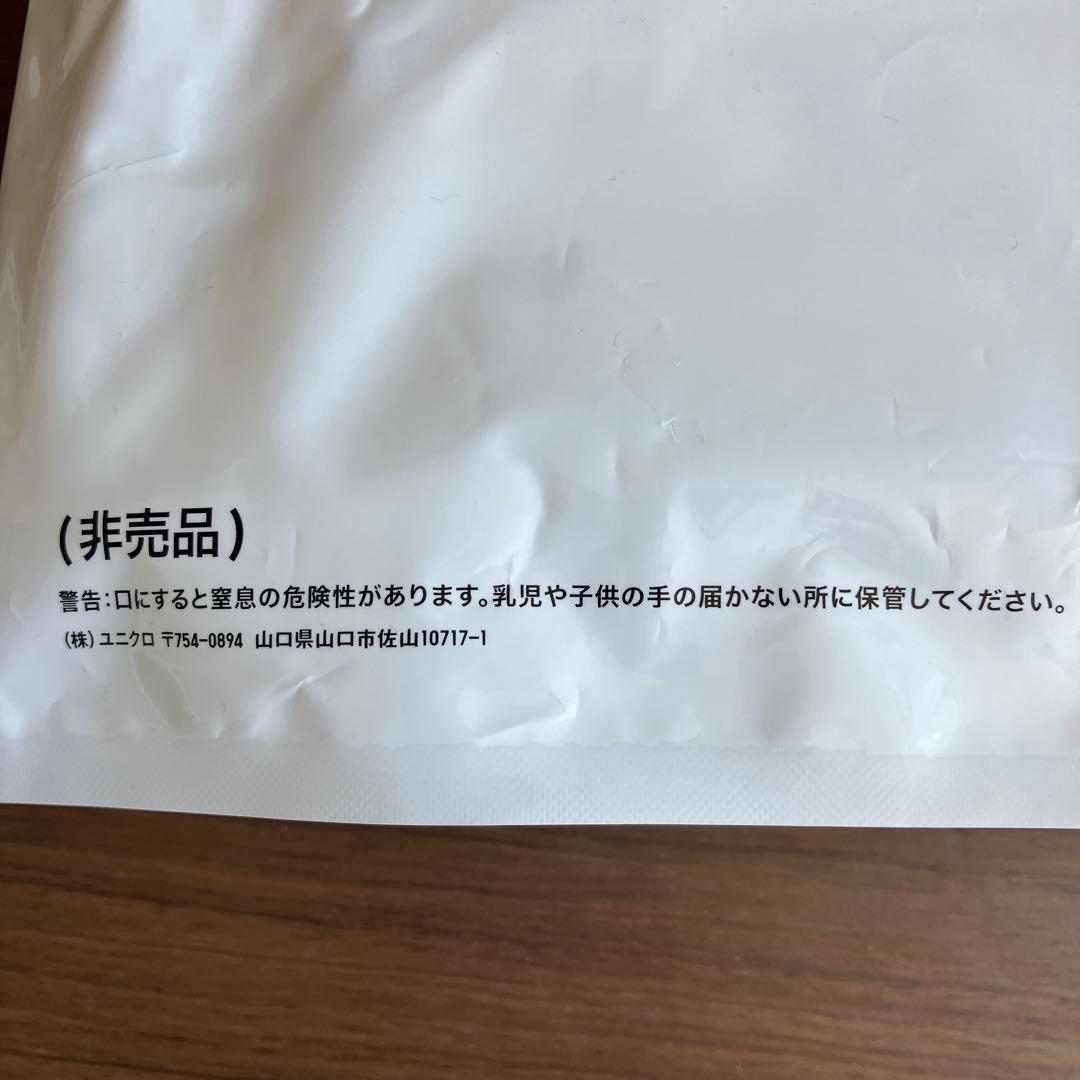 (非売品)
警告:口にすると窒息の危険性があります。乳児や子供の手の届かない所に保管してください。
(株)ユニクロ 〒754-0894 山口県山口市佐山10717-1